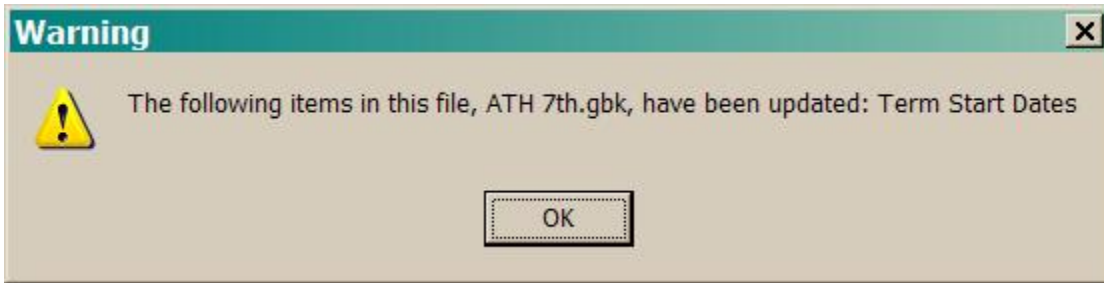 Warning
The following items in this file, ATH 7th.gbk, have been updated: Term Start Dates
OK